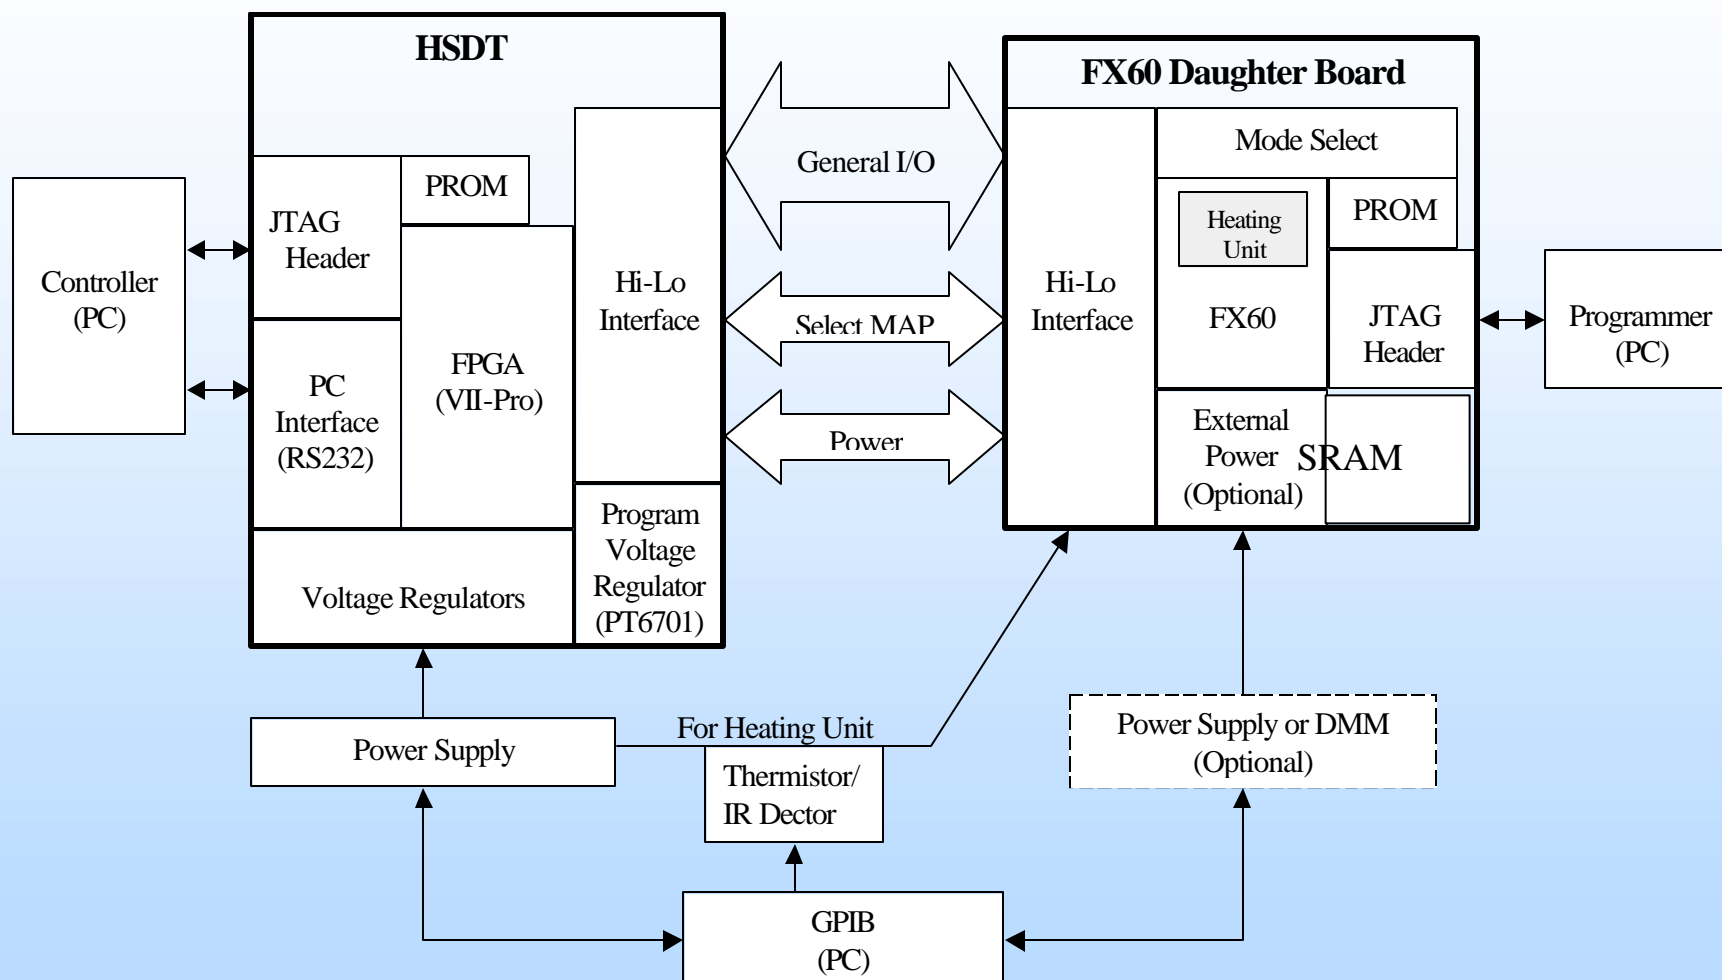 HSDT
JTAG
Header
PROM
PC
Interface
(RS232)
FPGA
(VII-Pro)
Hi-Lo
Interface
Voltage Regulators
Program
Voltage
Regulator
(PT6701)
Controller
(PC)
General I/O
Select MAP
Power
FX60 Daughter Board
Hi-Lo
Interface
Mode Select
Heating
Unit
FX60
PROM
JTAG
Header
External
Power
(Optional)
SRAM
Programmer
(PC)
Power Supply
For Heating Unit
Thermistor/
IR Dector
Power Supply or DMM
(Optional)
GPIB
(PC)